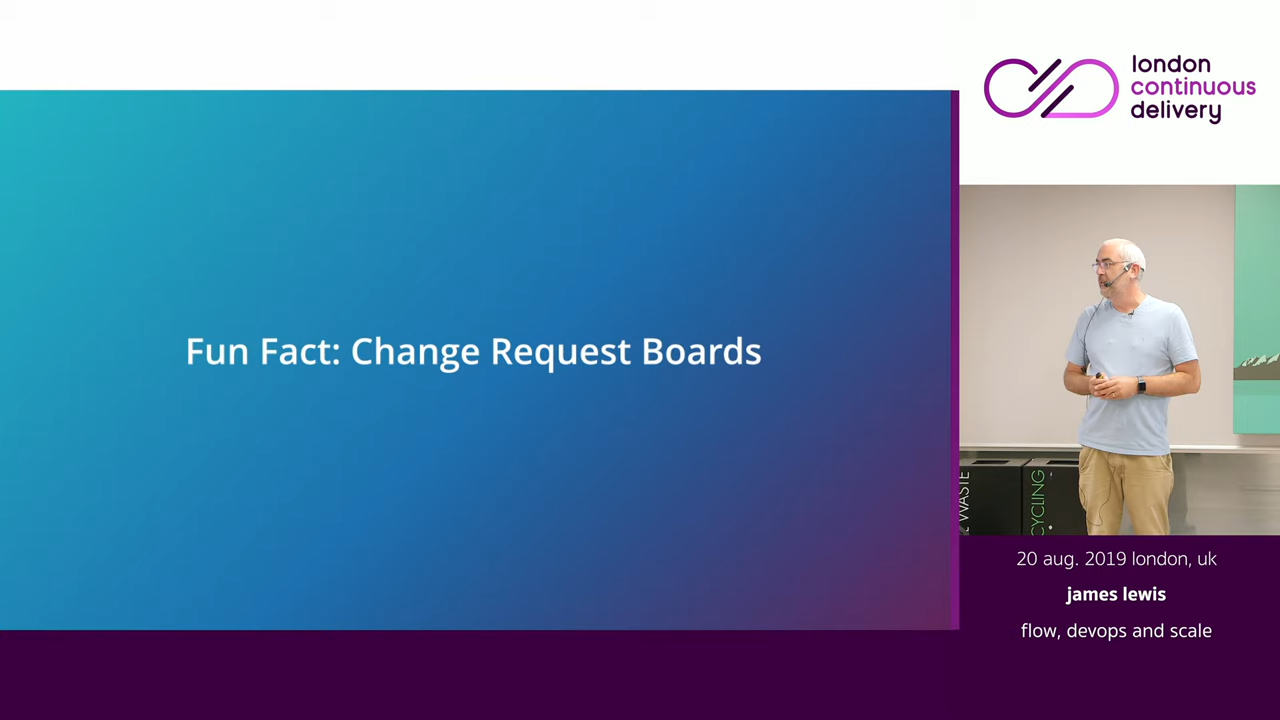 Fun Fact: Change Request Boards
london
continuous
delivery
WASTE
CYCLING
20 aug. 2019 london, uk
james lewis
flow, devops and scale